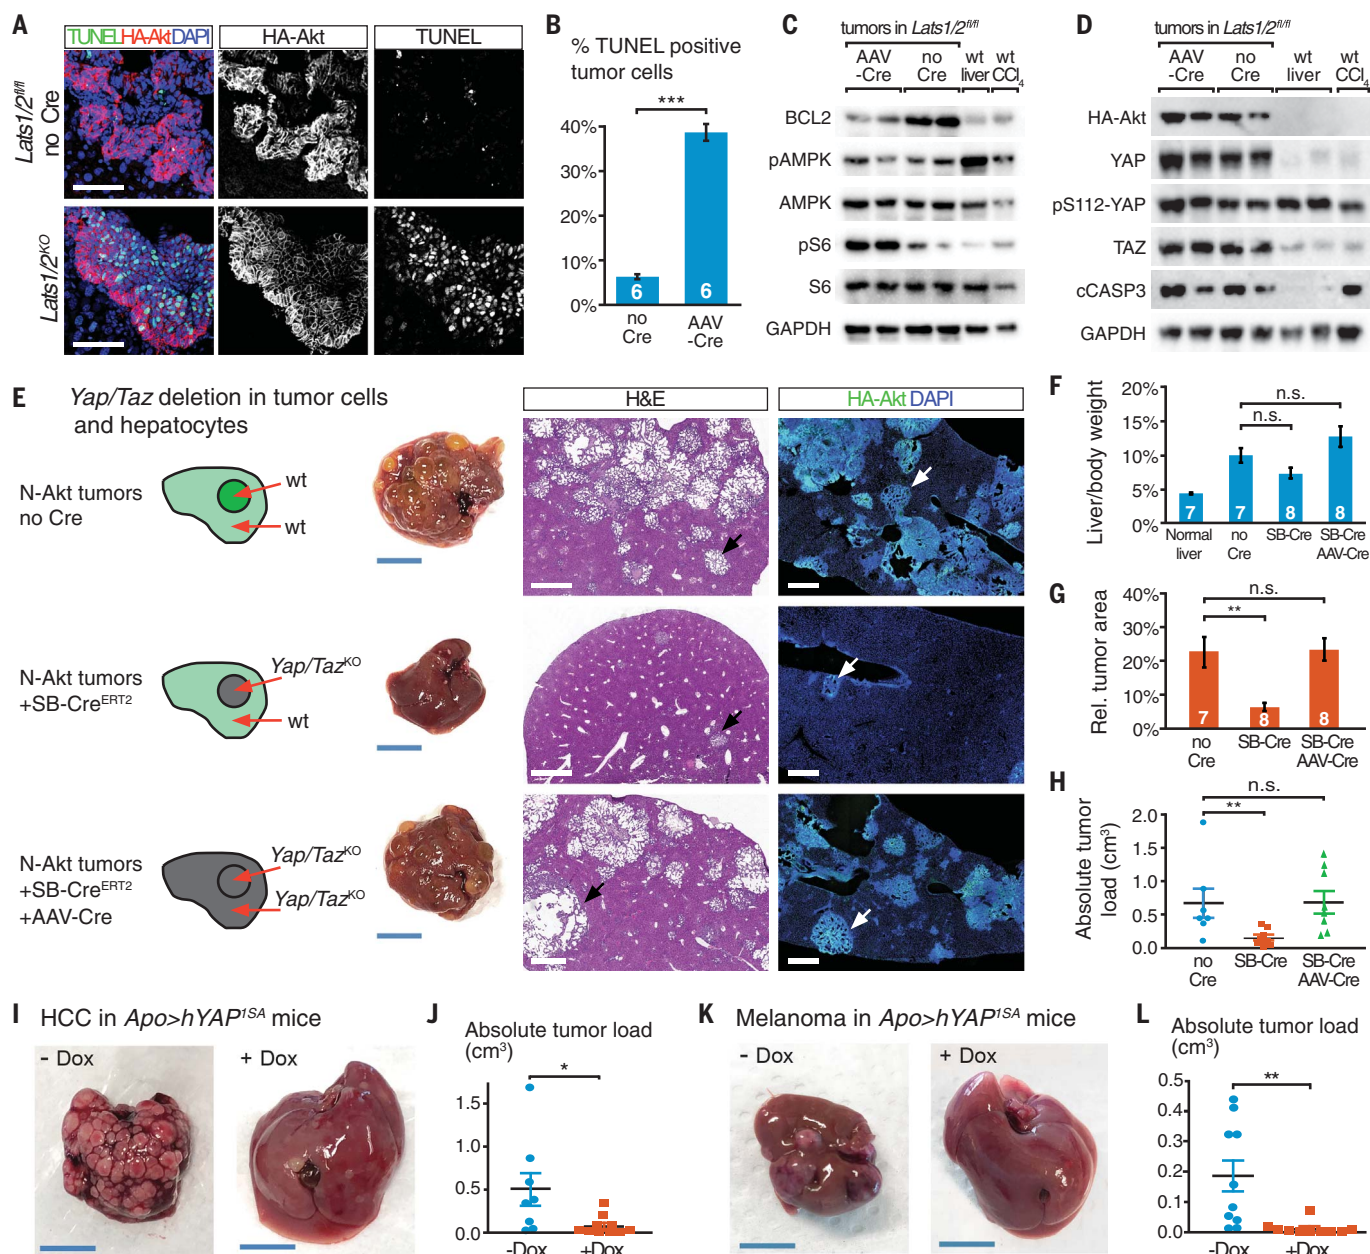 A
TUNEL HA-Akt DAPI
HA-Akt
TUNEL
Lats1/2fl/fl
no Cre
Lats1/2KO
B
% TUNEL positive
tumor cells
***
40%
30%
20%
10%
0%
6
6
no
Cre
AAV
-Cre
C
tumors in Lats1/2fl/fl
AAV
-Cre
no
Cre
wt
liver
wt
CCl4
BCL2
pAMPK
AMPK
pS6
S6
GAPDH
D
tumors in Lats1/2fl/fl
AAV
-Cre
no
Cre
wt
liver
wt
CCl4
HA-Akt
YAP
pS112-YAP
TAZ
cCASP3
GAPDH
E
Yap/Taz deletion in tumor cells
and hepatocytes
H&E
HA-Akt DAPI
N-Akt tumors
no Cre
wt
wt
N-Akt tumors
+SB-CreERT2
Yap/TazKO
wt
N-Akt tumors
+SB-CreERT2
+AAV-Cre
Yap/TazKO
Yap/TazKO
F
Liver/body weight
20%
15%
10%
5%
0%
n.s.
n.s.
7
7
8
8
Normal
liver
no
Cre
SB-Cre
SB-Cre
AAV-Cre
G
Rel. tumor area
40%
30%
20%
10%
0%
n.s.
**
7
8
8
no
Cre
SB-Cre
SB-Cre
AAV-Cre
H
Absolute tumor
load (cm3)
2.0
1.5
1.0
0.5
0.0
n.s.
**
no
Cre
SB-Cre
SB-Cre
AAV-Cre
I
HCC in Apo>hYAP1SA mice
- Dox
+ Dox
J
Absolute tumor load
(cm3)
*
1.5
1.0
0.5
0.0
-Dox
+Dox
K
Melanoma in Apo>hYAP1SA mice
- Dox
+ Dox
L
Absolute tumor load
(cm3)
**
0.5
0.4
0.3
0.2
0.1
0.0
-Dox
+Dox